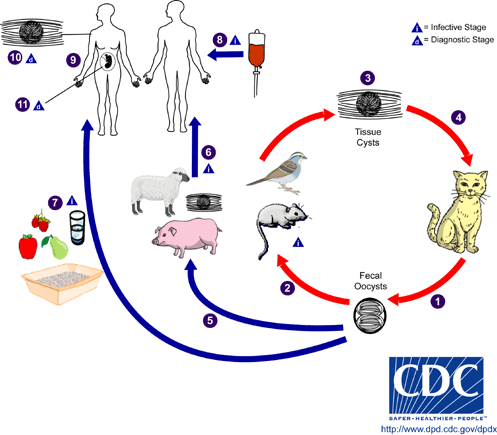 i = Infective Stage
d = Diagnostic Stage
8 i
10 d
9
3
11 d
Tissue
Cysts
4
6
i
7 i
i
Fecal
Oocysts
2
1
5
CDC
SAFER·HEALTHIER·PEOPLE™
http://www.dpd.cdc.gov/dpdx